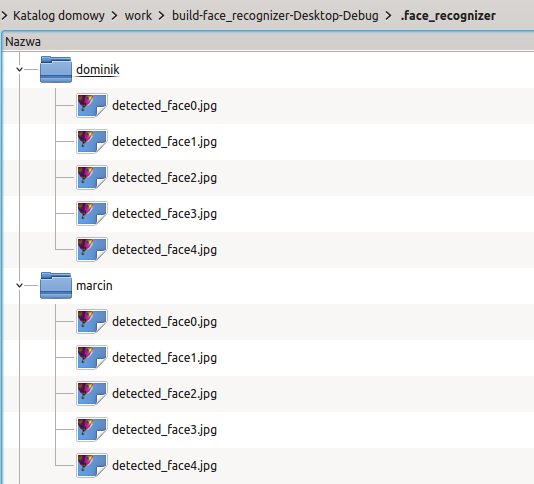 Katalog domowy > work > build-face_recognizer-Desktop-Debug > .face_recognizer
Nazwa
dominik
detected_face0.jpg
detected_face1.jpg
detected_face2.jpg
detected_face3.jpg
detected_face4.jpg
marcin
detected_face0.jpg
detected_face1.jpg
detected_face2.jpg
detected_face3.jpg
detected_face4.jpg